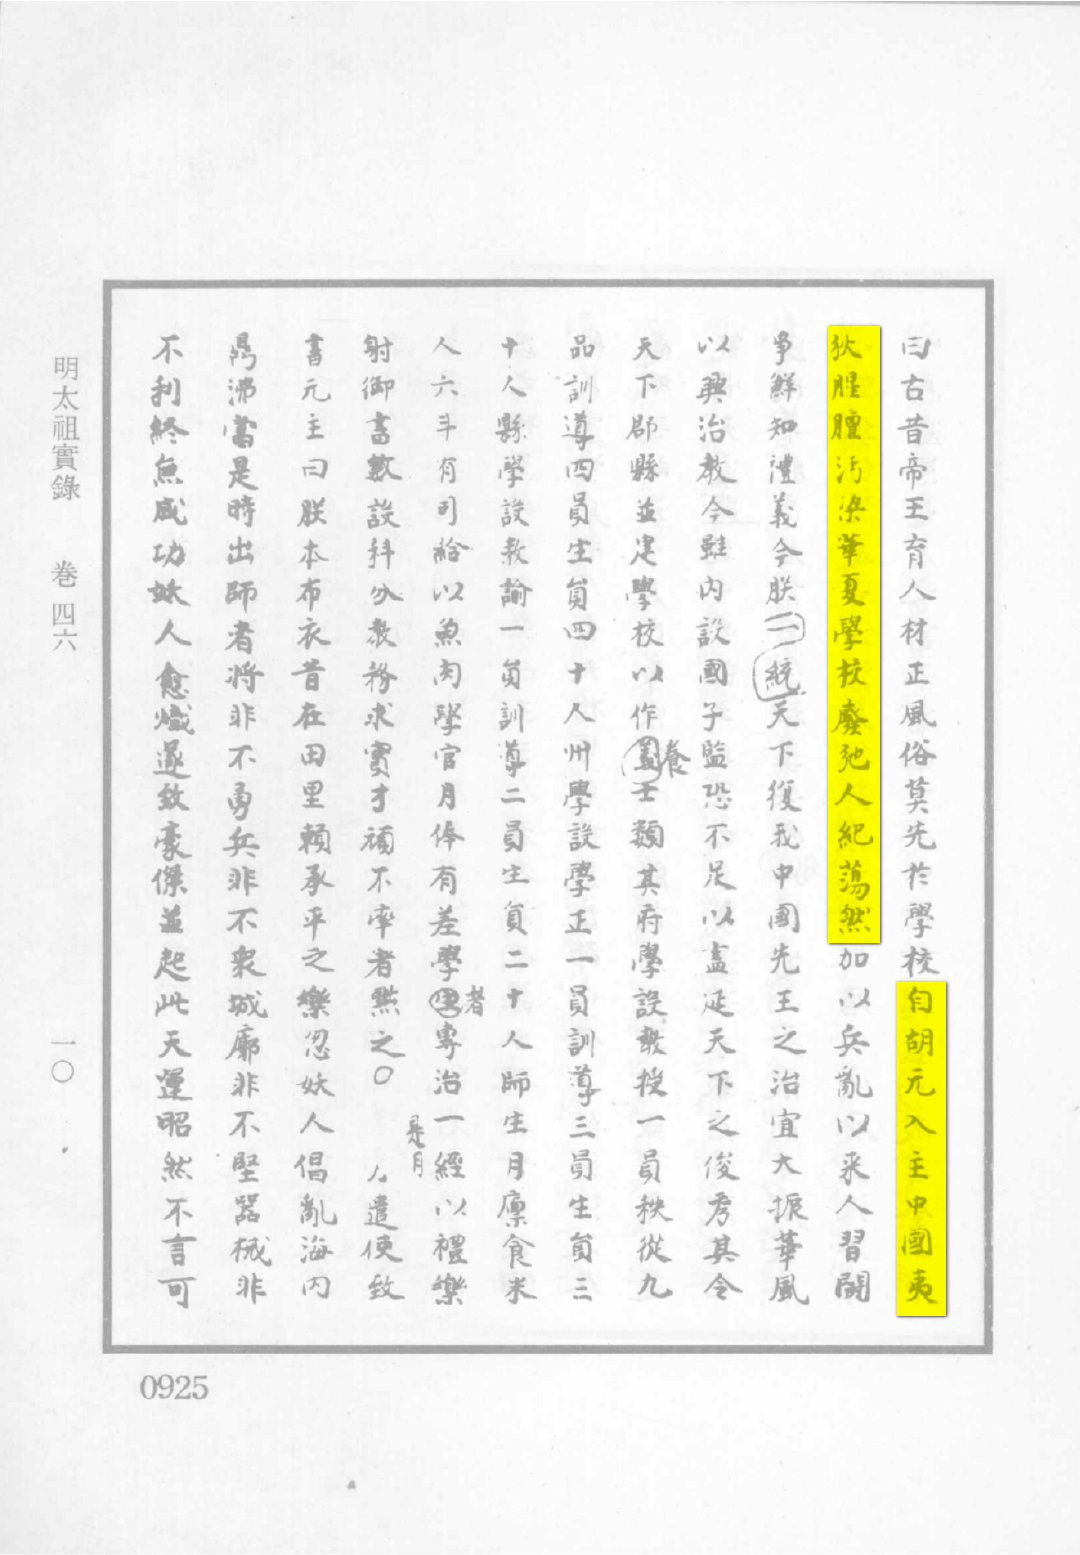 曰古昔帝王育人材正風俗莫先於學校自胡元入主中國夷
狄腥膻汚染華夏學校廢弛人紀蕩然加以兵亂以來人習鬪
爭鮮知禮義今朕一統天下復我中國先王之治宜大振華風
以興治教今雖內設國子監恐不足以盡延天下之俊秀其令
天下郡縣並建學校以作養士類其府學設教授一員秩從九
品訓導四員生員四十人州學設學正一員訓導三員生員三
十人縣學設教諭一員訓導二員生員二十人師生月廩食米
人六斗有司給以魚肉學官月俸有差學者專治一經以禮樂
射御書數設科分教務求實才頑不率者黜之○是月遣使致
書元主曰朕本布衣昔在田里賴承平之樂忽妖人倡亂海內
鼎沸當是時出師者將非不勇兵非不衆城廓非不堅器械非
不利終無成功妖人愈熾遂致豪傑並起此天運昭然不言可
明太祖實錄 卷四六 一○
0925